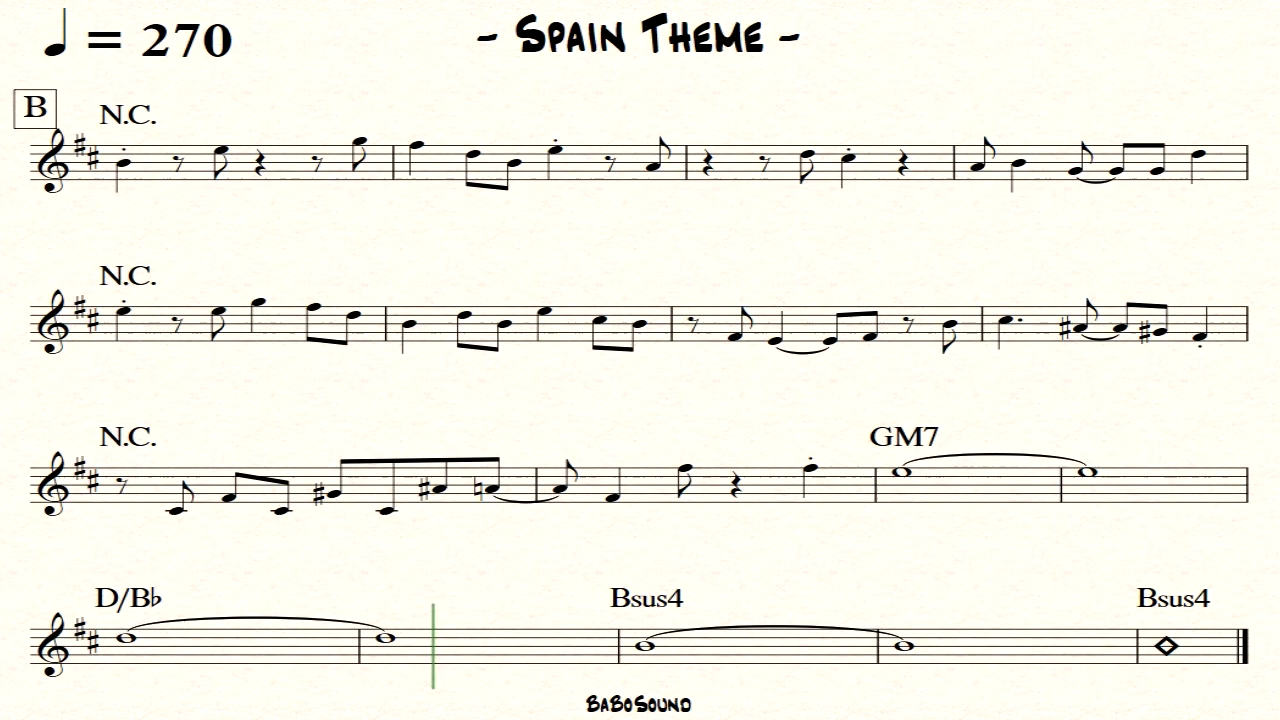 ♩ = 270
- SPAIN THEME -
B
N.C.
N.C.
N.C.
GM7
D/B♭
Bsus4
Bsus4
BABOSOUND